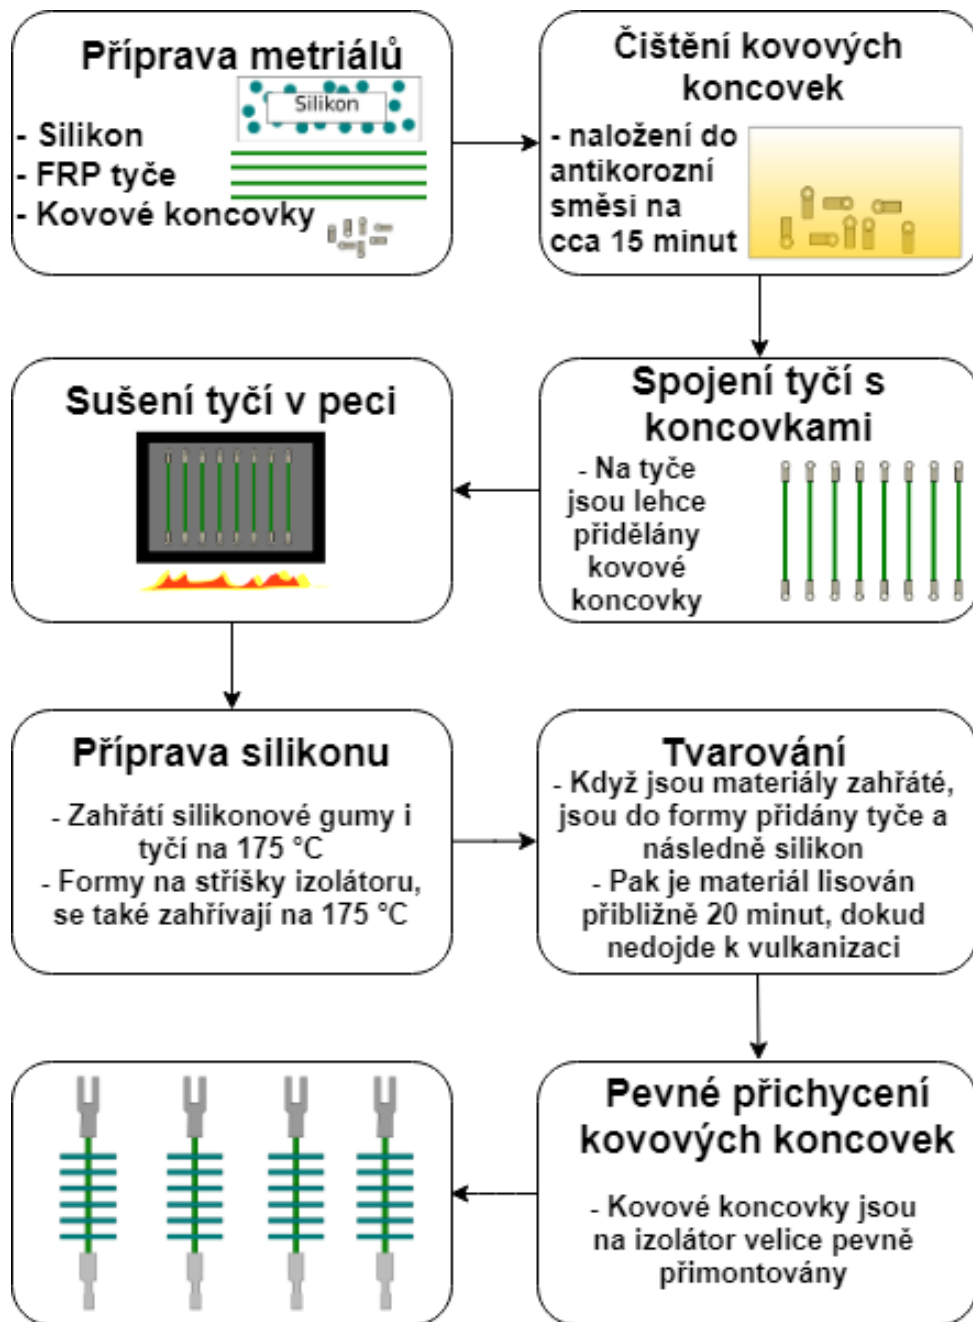 Příprava metriálů
Silikon
- Silikon
- FRP tyče
- Kovové koncovky
Čištění kovových
koncovek
- naložení do
antikorozní
směsi na
cca 15 minut
Spojení tyčí s
koncovkami
- Na tyče
jsou lehce
přidělány
kovové
koncovky
Sušení tyčí v peci
Příprava silikonu
- Zahřátí silikonové gumy i
tyčí na 175 °C
- Formy na stříšky izolátoru,
se také zahřívají na 175 °C
Tvarování
- Když jsou materiály zahřáté,
jsou do formy přidány tyče a
následně silikon
- Pak je materiál lisován
přibližně 20 minut, dokud
nedojde k vulkanizaci
Pevné přichycení
kovových koncovek
- Kovové koncovky jsou
na izolátor velice pevně
přimontovány